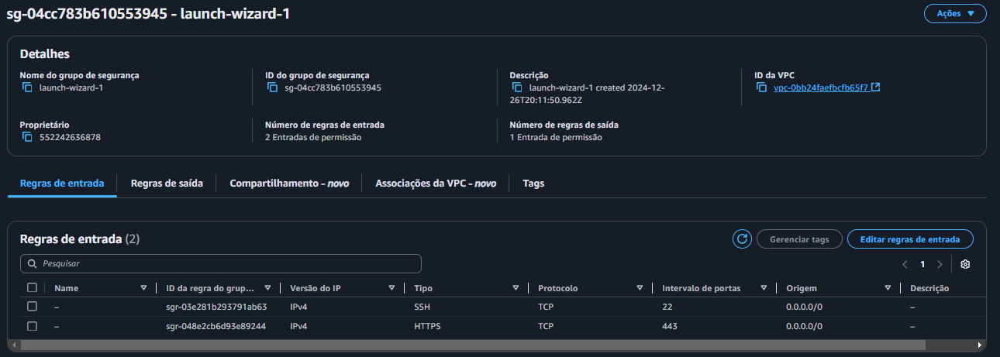 sg-04cc783b610553945 - launch-wizard-1
Ações
Detalhes
Nome do grupo de segurança
launch-wizard-1
ID do grupo de segurança
sg-04cc783b610553945
Descrição
launch-wizard-1 created 2024-12-
26T20:11:50.962Z
ID da VPC
vpc-0bb24faefbcfb65f7
Proprietário
552242636878
Número de regras de entrada
2 Entradas de permissão
Número de regras de saída
1 Entrada de permissão
Regras de entrada
Regras de saída
Compartilhamento - novo
Associações da VPC - novo
Tags
Regras de entrada (2)
Gerenciar tags
Editar regras de entrada
Pesquisar
1
Name ID da regra do grup... Versão do IP Tipo Protocolo Intervalo de portas Origem Descrição
– sgr-03e281b293791ab63 IPv4 SSH TCP 22 0.0.0.0/0 –
– sgr-048e2cb6d93e89244 IPv4 HTTPS TCP 443 0.0.0.0/0 –